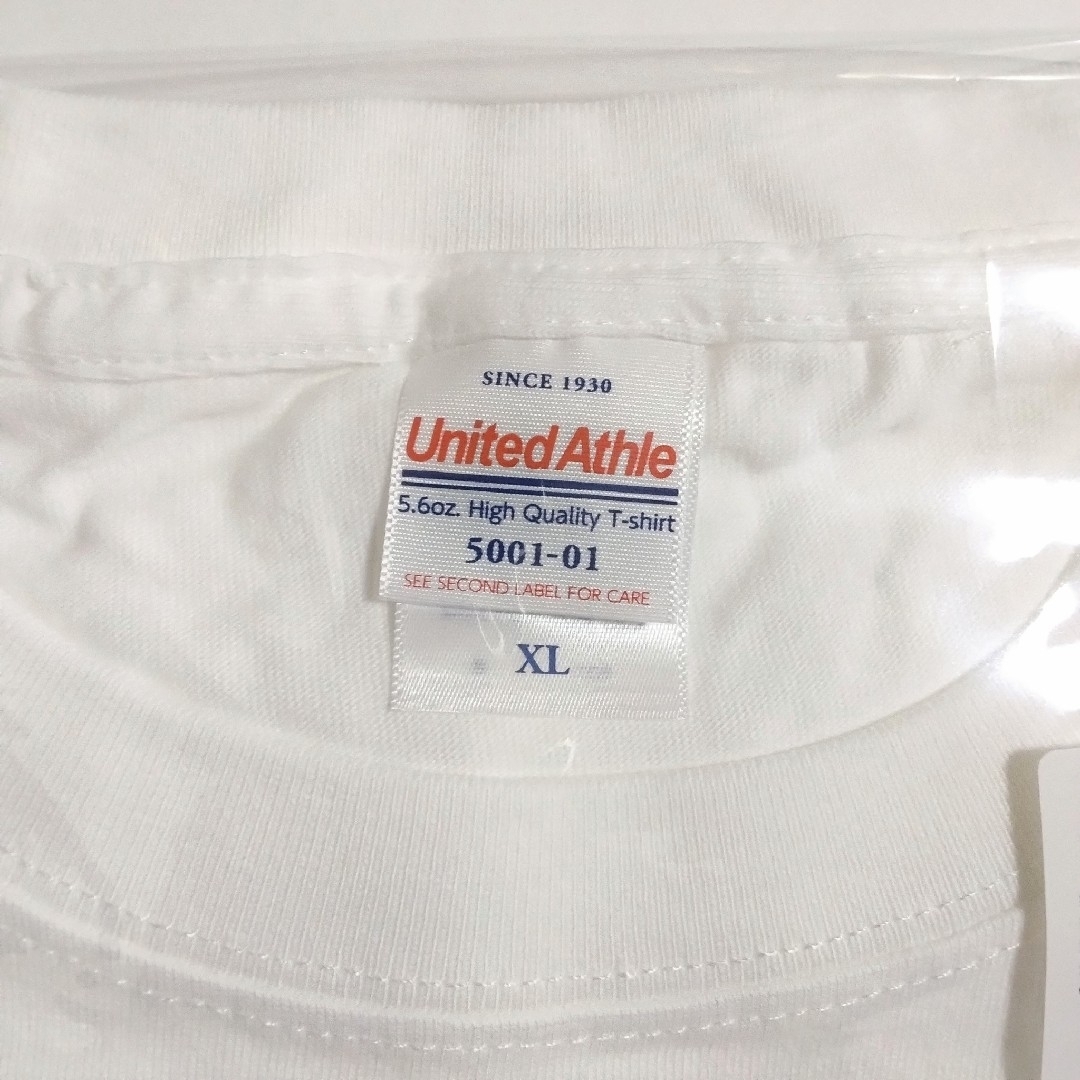 SINCE 1930
United Athle
5.6oz. High Quality T-shirt
5001-01
SEE SECOND LABEL FOR CARE
XL